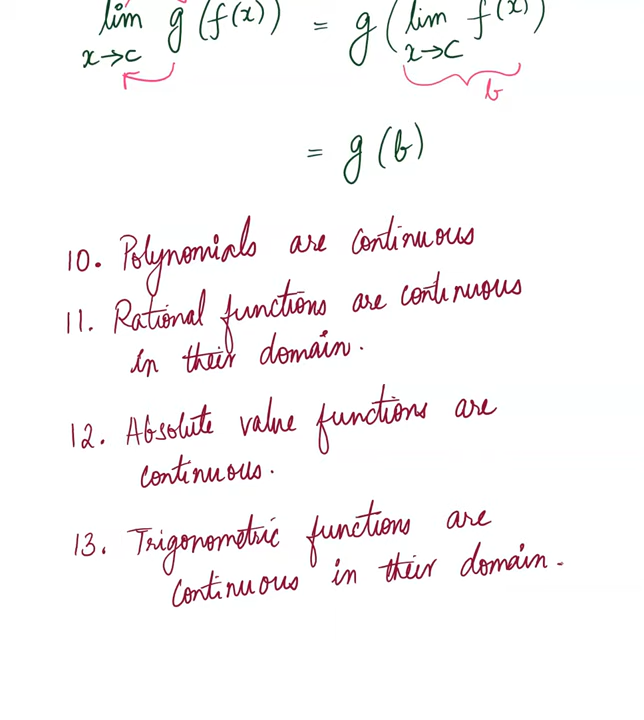 lim g (f(x)) = g ( lim f(x) )
x→c x→c
b
= g (b)
10. Polynomials are continuous
11. Rational functions are continuous
in their domain.
12. Absolute value functions are
continuous.
13. Trigonometric functions are
continuous in their domain.